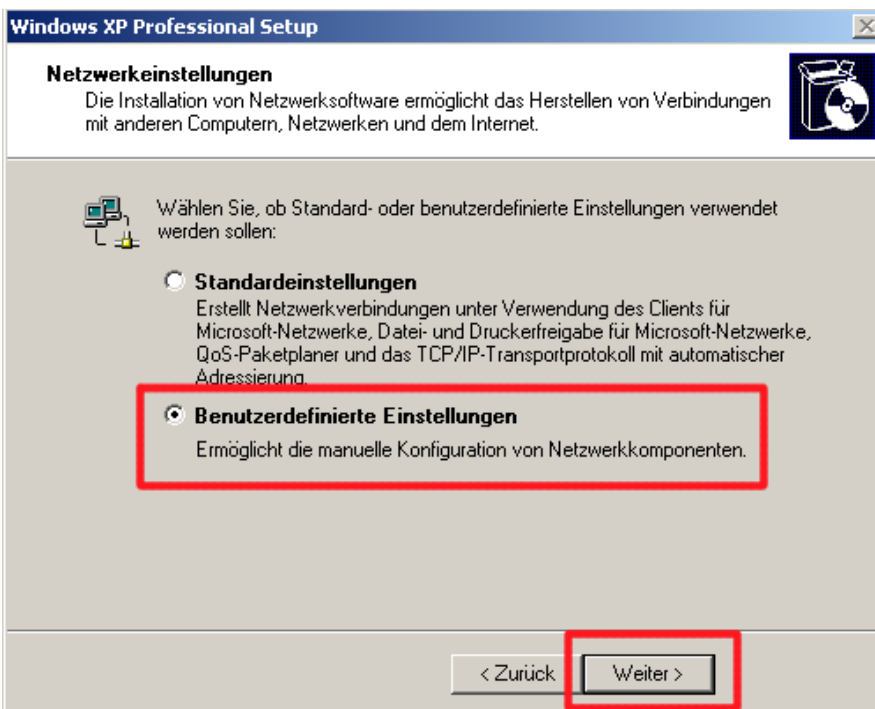 Windows XP Professional Setup
Netzwerkeinstellungen
Die Installation von Netzwerksoftware ermöglicht das Herstellen von Verbindungen
mit anderen Computern, Netzwerken und dem Internet.
Wählen Sie, ob Standard- oder benutzerdefinierte Einstellungen verwendet
werden sollen:
Standardeinstellungen
Erstellt Netzwerkverbindungen unter Verwendung des Clients für
Microsoft-Netzwerke, Datei- und Druckerfreigabe für Microsoft-Netzwerke,
QoS-Paketplaner und das TCP/IP-Transportprotokoll mit automatischer
Adressierung.
Benutzerdefinierte Einstellungen
Ermöglicht die manuelle Konfiguration von Netzwerkkomponenten.
< Zurück
Weiter >